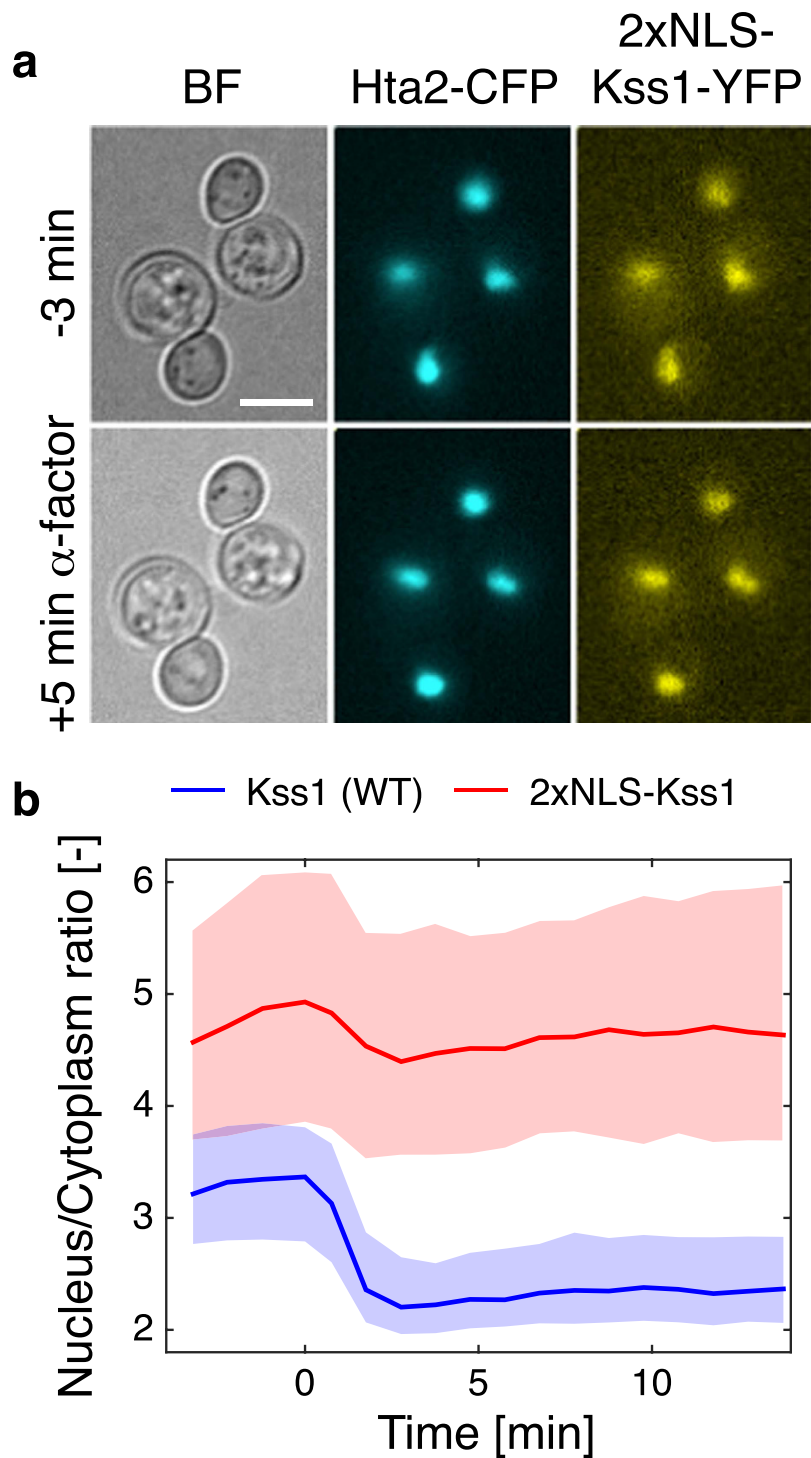 a
BF
Hta2-CFP
2xNLS-
Kss1-YFP
-3 min
+5 min α-factor
b
Kss1 (WT)
2xNLS-Kss1
Nucleus/Cytoplasm ratio [-]
6
5
4
3
2
0
5
10
Time [min]